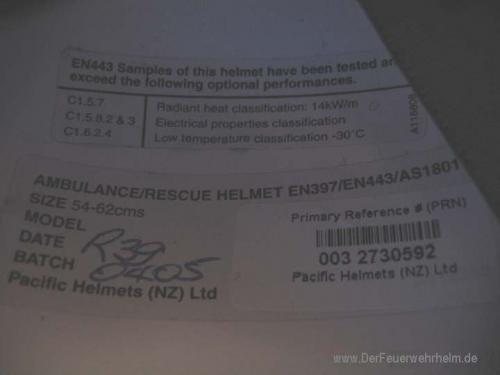 EN443 Samples of this helmet have been tested an
exceed the following optional performances.
C1.5.7 Radiant heat classification: 14kW/m
C1.5.8.2 & 3 Electrical properties classification
C1.6.2.4 Low temperature classification -30°C
A118808
AMBULANCE/RESCUE HELMET EN397/EN443/AS1801
SIZE 54-62cms
MODEL
DATE R39
BATCH 0405
Pacific Helmets (NZ) Ltd
Primary Reference # (PRN)
003 2730592
Pacific Helmets (NZ) Ltd
www.DerFeuerwehrhelm.de